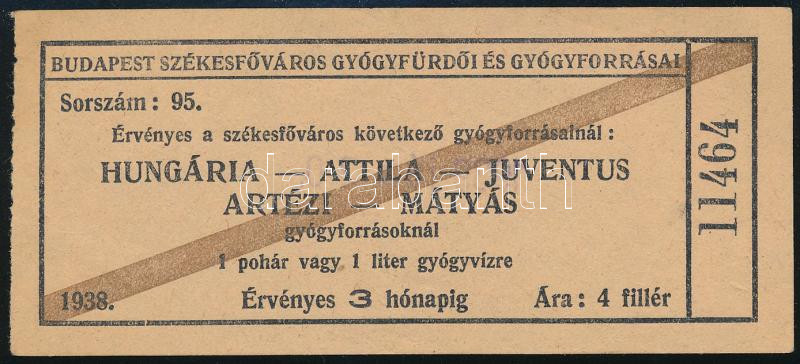 BUDAPEST SZÉKESFŐVÁROS GYÓGYFÜRDŐI ÉS GYÓGYFORRÁSAI
Sorszám: 95.
Érvényes a székesfőváros következő gyógyforrásainál:
HUNGÁRIA — ATTILA — JUVENTUS
ARTÉZI — MÁTYÁS
gyógyforrásoknál
1 pohár vagy 1 liter gyógyvízre
1938. Érvényes 3 hónapig Ára: 4 fillér
11464
darabanth